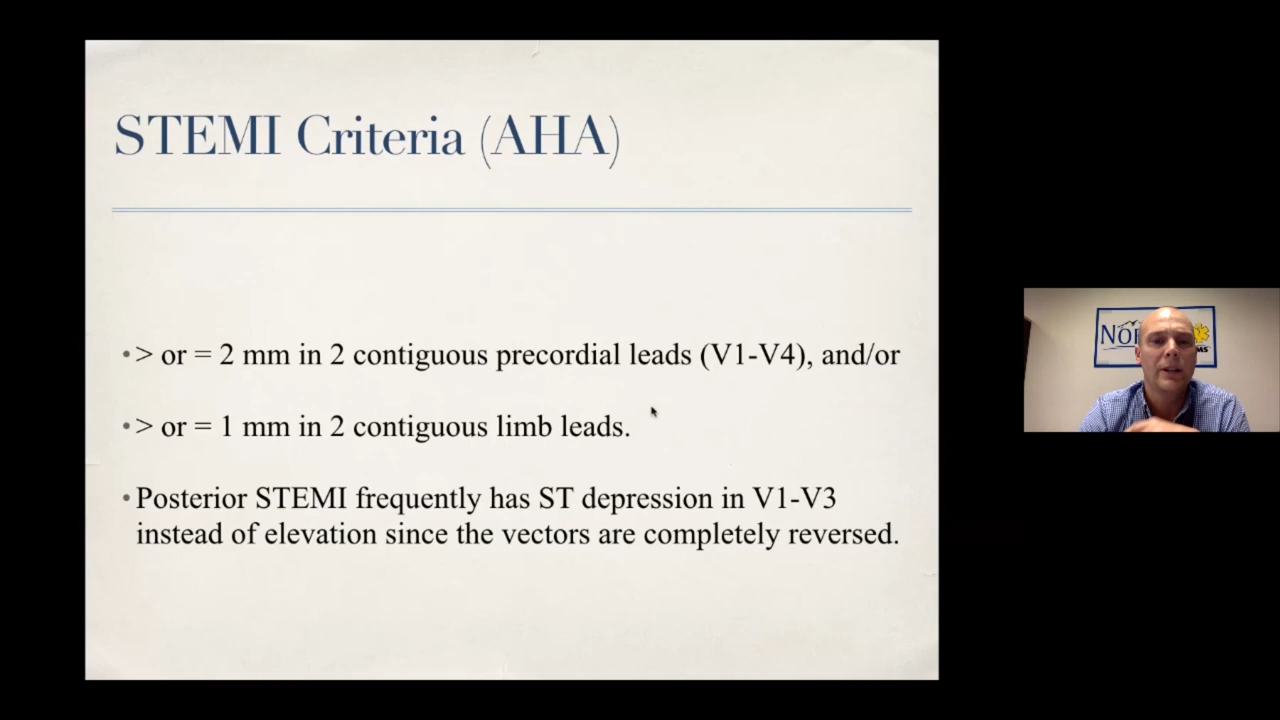 STEMI Criteria (AHA)
• > or = 2 mm in 2 contiguous precordial leads (V1-V4), and/or
• > or = 1 mm in 2 contiguous limb leads.
• Posterior STEMI frequently has ST depression in V1-V3
instead of elevation since the vectors are completely reversed.